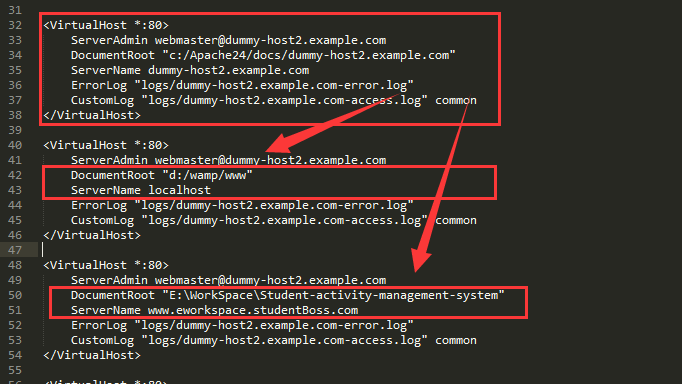 31
32 <VirtualHost *:80>
33 ServerAdmin webmaster@dummy-host2.example.com
34 DocumentRoot "c:/Apache24/docs/dummy-host2.example.com"
35 ServerName dummy-host2.example.com
36 ErrorLog "logs/dummy-host2.example.com-error.log"
37 CustomLog "logs/dummy-host2.example.com-access.log" common
38 </VirtualHost>
39
40 <VirtualHost *:80>
41 ServerAdmin webmaster@dummy-host2.example.com
42 DocumentRoot "d:/wamp/www"
43 ServerName localhost
44 ErrorLog "logs/dummy-host2.example.com-error.log"
45 CustomLog "logs/dummy-host2.example.com-access.log" common
46 </VirtualHost>
47
48 <VirtualHost *:80>
49 ServerAdmin webmaster@dummy-host2.example.com
50 DocumentRoot "E:\WorkSpace\Student-activity-management-system"
51 ServerName www.eworkspace.studentBoss.com
52 ErrorLog "logs/dummy-host2.example.com-error.log"
53 CustomLog "logs/dummy-host2.example.com-access.log" common
54 </VirtualHost>
55
56 <VirtualHost *:80>